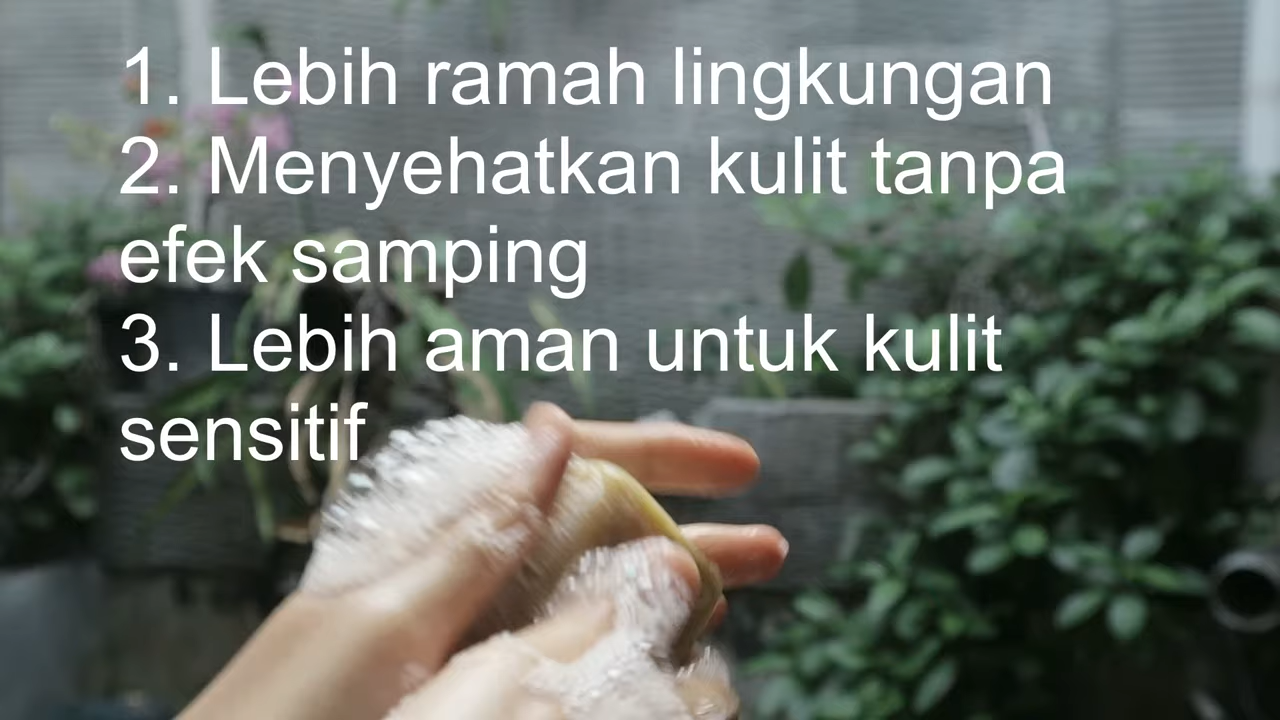 1. Lebih ramah lingkungan
2. Menyehatkan kulit tanpa
efek samping
3. Lebih aman untuk kulit
sensitif